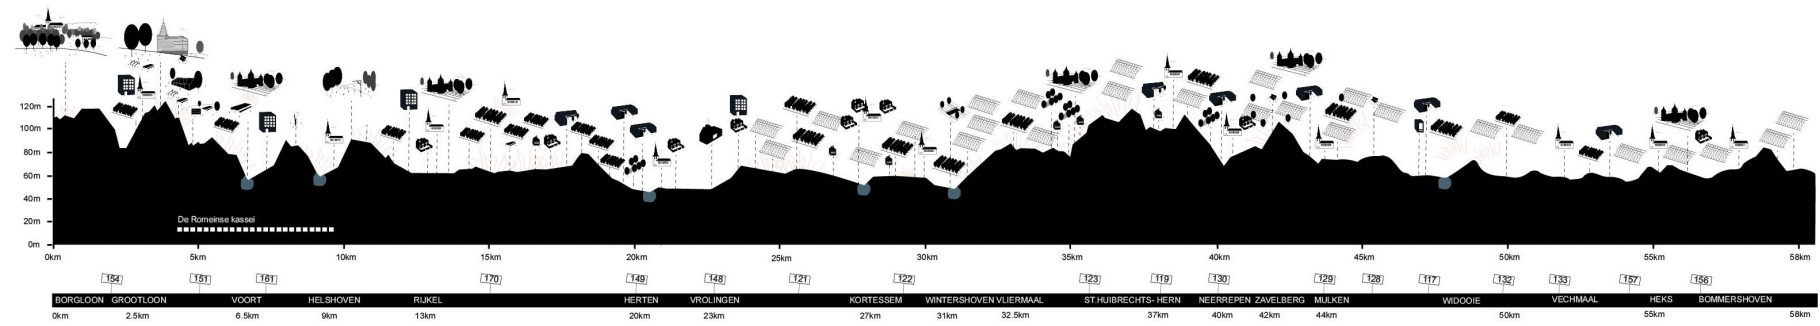 120m
100m
80m
60m
40m
20m
0m
De Romeinse kassei
0km 5km 10km 15km 20km 25km 30km 35km 40km 45km 50km 55km 58km
154 151 161 170 149 148 121 122 123 119 130 129 128 117 132 133 157 156
BORGLOON GROOTLOON VOORT HELSHOVEN RIJKEL HERTEN VROLINGEN KORTESSEM WINTERSHOVEN VLIERMAAL ST.HUIBRECHTS- HERN NEERREPEN ZAVELBERG MULKEN WIDOOIE VECHMAAL HEKS BOMMERSHOVEN
0km 2.5km 6.5km 9km 13km 20km 23km 27km 31km 32.5km 37km 40km 42km 44km 50km 55km 58km